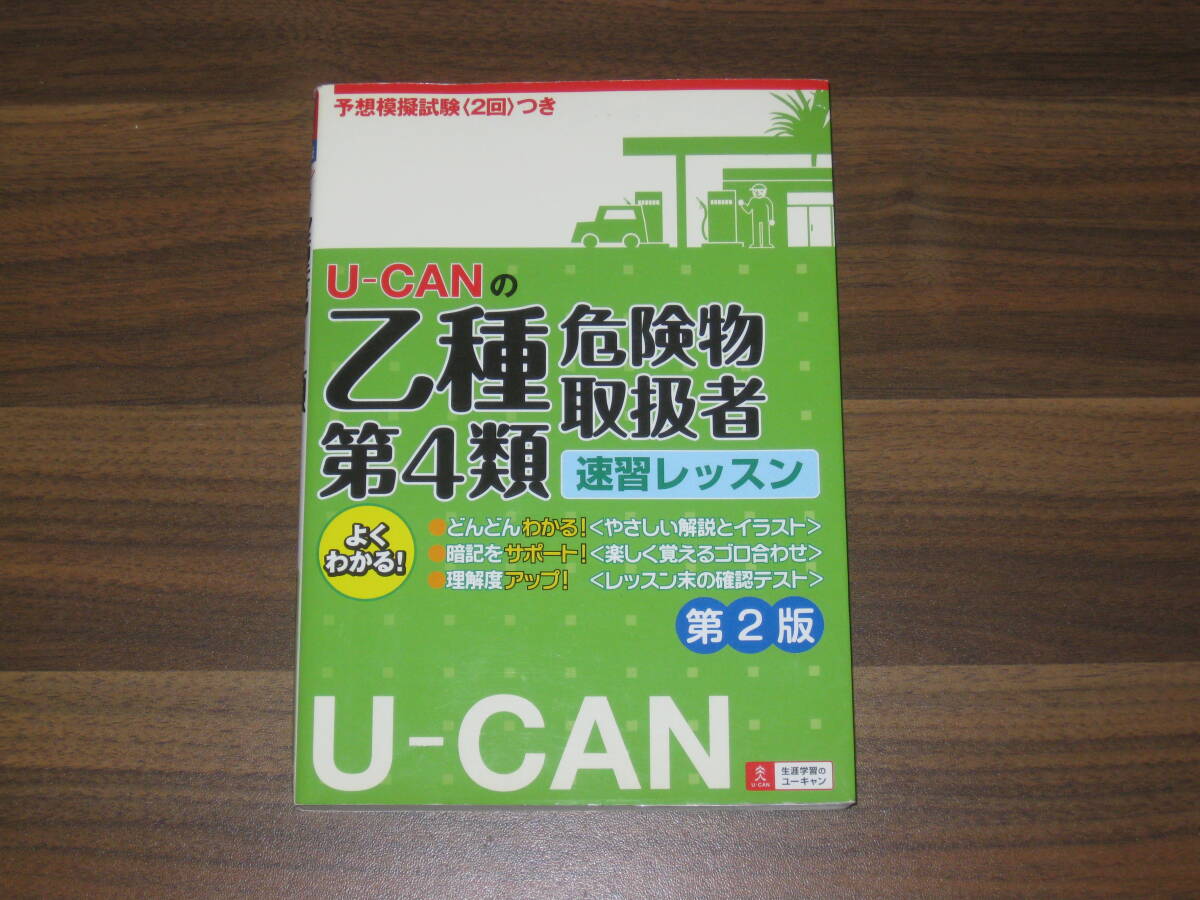 予想模擬試験〈2回〉つき
U-CANの
乙種
第4類
危険物
取扱者
速習レッスン
よく
わかる!
どんどんわかる!<やさしい解説とイラスト>
暗記をサポート!<楽しく覚えるゴロ合わせ>
理解度アップ! <レッスン末の確認テスト>
第2版
U-CAN
U-CAN
生涯学習の
ユーキャン